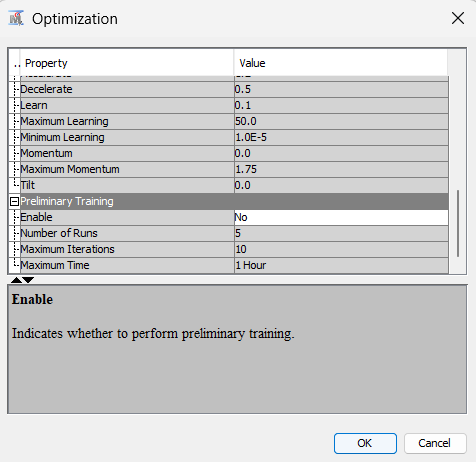 Optimization
.. Property Value
Decelerate 0.5
Learn 0.1
Maximum Learning 50.0
Minimum Learning 1.0E-5
Momentum 0.0
Maximum Momentum 1.75
Tilt 0.0
Preliminary Training
Enable No
Number of Runs 5
Maximum Iterations 10
Maximum Time 1 Hour
Enable
Indicates whether to perform preliminary training.
OK Cancel